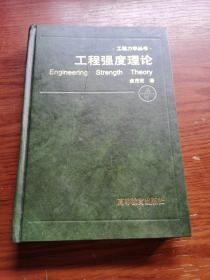 ·工程力学丛书·
工程强度理论
Engineering Strength Theory
俞茂宏 著
高等教育出版社